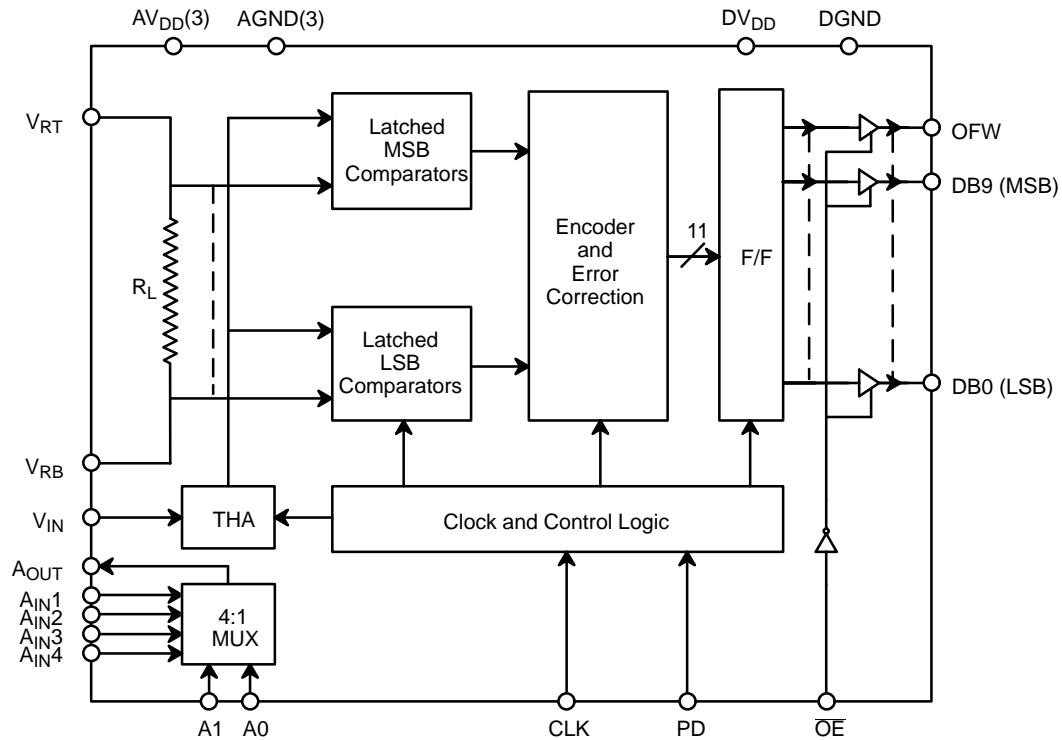 AVDD(3) AGND(3) DVDD DGND
VRT
Latched
MSB
Comparators
OFW
DB9 (MSB)
Encoder
and
Error
Correction
11
F/F
RL
Latched
LSB
Comparators
DB0 (LSB)
VRB
VIN
THA
Clock and Control Logic
AOUT
AIN1
AIN2
AIN3
AIN4
4:1
MUX
A1 A0 CLK PD OE